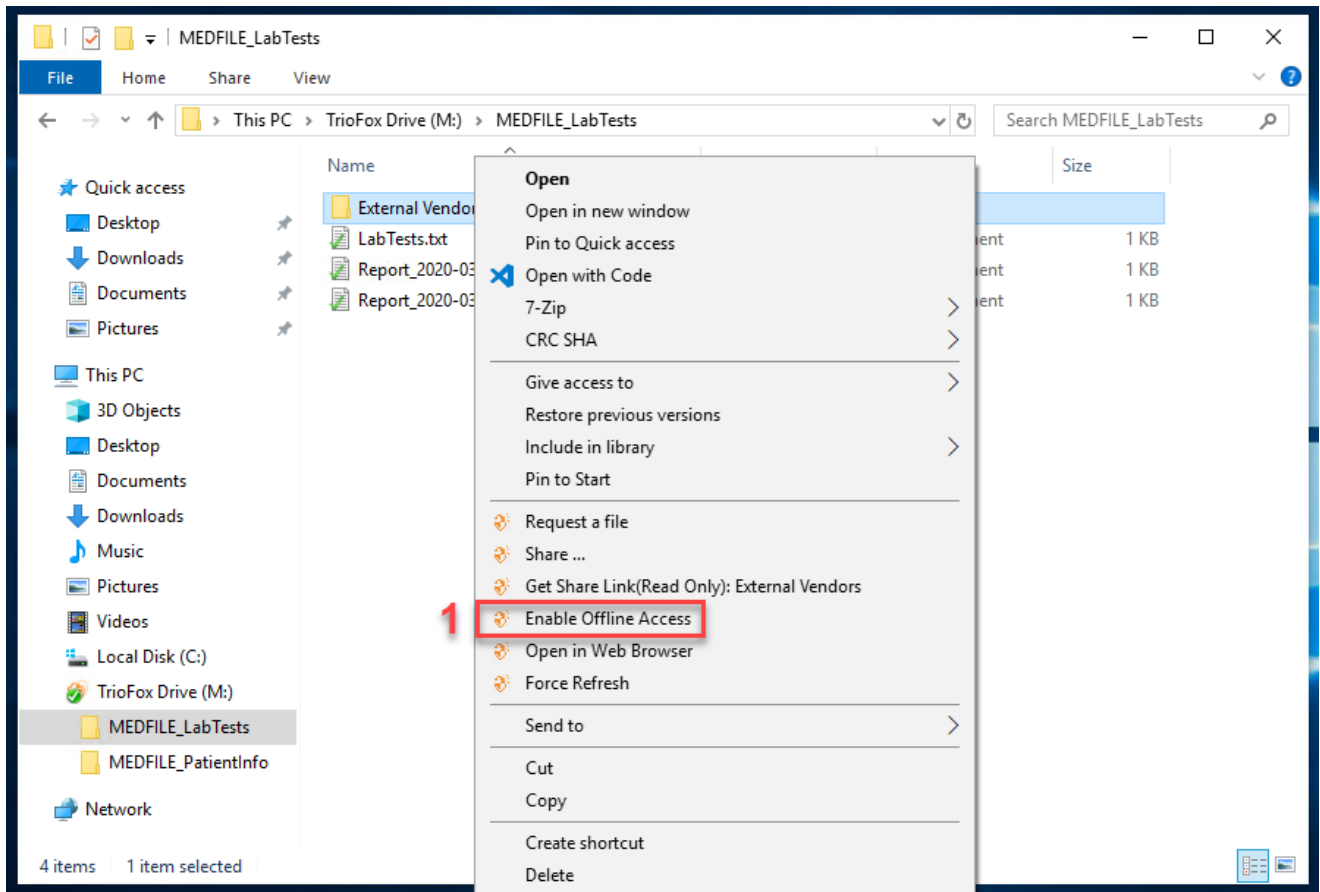 MEDFILE_LabTests
File Home Share View
This PC > TrioFox Drive (M:) > MEDFILE_LabTests
Search MEDFILE_LabTests
Name
Size
Quick access
Desktop
Downloads
Documents
Pictures
This PC
3D Objects
Desktop
Documents
Downloads
Music
Pictures
Videos
Local Disk (C:)
TrioFox Drive (M:)
MEDFILE_LabTests
MEDFILE_PatientInfo
Network
External Vendor
LabTests.txt ent 1 KB
Report_2020-03 ent 1 KB
Report_2020-03 ent 1 KB
Open
Open in new window
Pin to Quick access
Open with Code
7-Zip
CRC SHA
Give access to
Restore previous versions
Include in library
Pin to Start
Request a file
Share ...
Get Share Link(Read Only): External Vendors
1 Enable Offline Access
Open in Web Browser
Force Refresh
Send to
Cut
Copy
Create shortcut
Delete
4 items 1 item selected